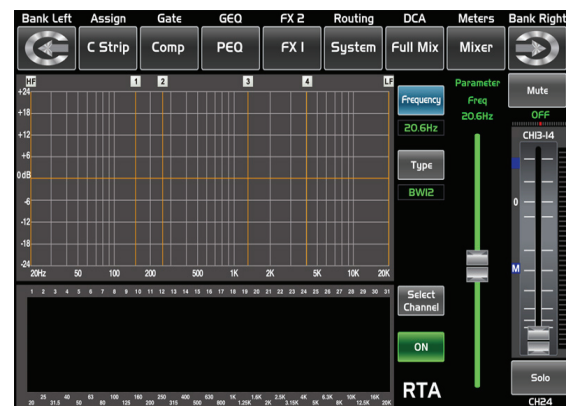 Bank Left Assign Gate GEQ FX 2 Routing DCA Meters Bank Right
C Strip Comp PEQ FX 1 System Full Mix Mixer
HF 1 2 3 4 LF
+24
+18
+12
+6
0dB
-6
-12
-18
-24
20Hz 50 100 200 500 1K 2K 5K 10K 20K
Frequency
20.6Hz
Type
BW12
Parameter
Freq
20.6Hz
Mute
OFF
CH13-14
0
M
1 2 3 4 5 6 7 8 9 10 11 12 13 14 15 16 17 18 19 20 21 22 23 24 25 26 27 28 29 30 31
Select
Channel
ON
RTA
Solo
CH24
25 40 63 100 160 250 400 630 1K 1.6K 2.5K 4K 6.3K 10K 16K
20 31.5 50 80 125 200 315 500 800 1.25K 2K 3.15K 5K 8K 12.5K 20K